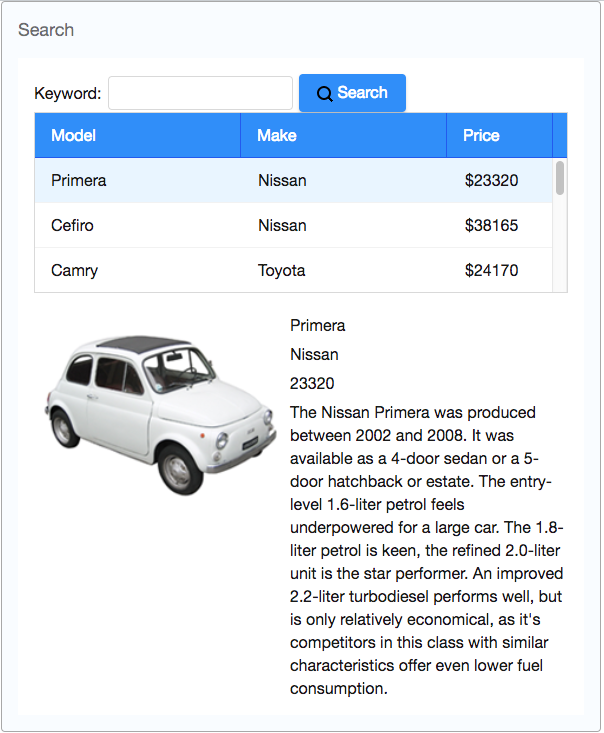 Search
Keyword: Search
Model Make Price
Primera Nissan $23320
Cefiro Nissan $38165
Camry Toyota $24170
Primera
Nissan
23320
The Nissan Primera was produced
between 2002 and 2008. It was
available as a 4-door sedan or a 5-
door hatchback or estate. The entry-
level 1.6-liter petrol feels
underpowered for a large car. The 1.8-
liter petrol is keen, the refined 2.0-liter
unit is the star performer. An improved
2.2-liter turbodiesel performs well, but
is only relatively economical, as it's
competitors in this class with similar
characteristics offer even lower fuel
consumption.